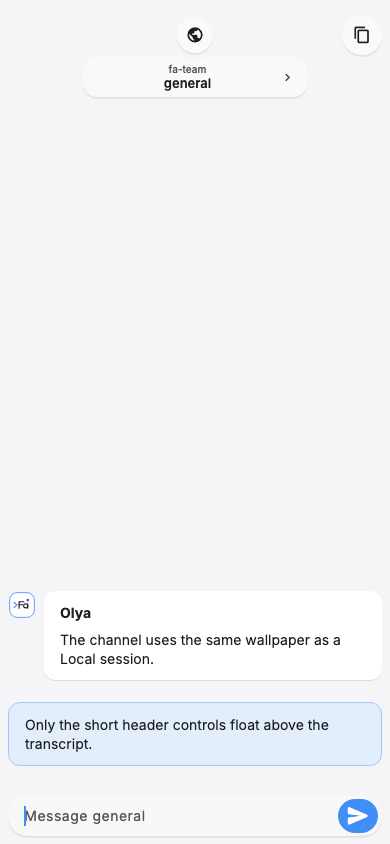 fa-team
general
>Fa
Olya
The channel uses the same wallpaper as a
Local session.
Only the short header controls float above the
transcript.
Message general